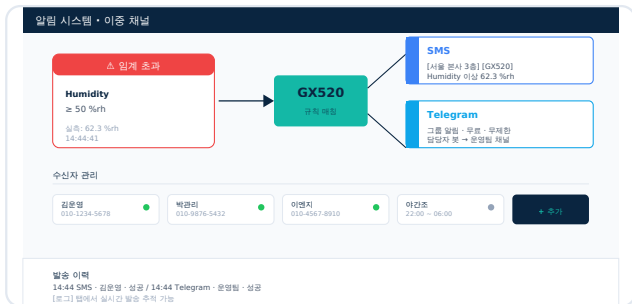 알림 시스템 • 이중 채널
⚠ 임계 초과
Humidity
≥ 50 %rh
실측: 62.3 %rh
14:44:41
GX520
규칙 매칭
SMS
[서울 본사 3층] [GX520]
Humidity 이상 62.3 %rh
Telegram
그룹 알림 · 무료 · 무제한
담당자 봇 → 운영팀 채널
수신자 관리
김운영
010-1234-5678
박관리
010-9876-5432
이엔지
010-4567-8910
야간조
22:00 ~ 06:00
+ 추가
발송 이력
14:44 SMS · 김운영 · 성공 / 14:44 Telegram · 운영팀 · 성공
[로그] 탭에서 실시간 발송 추적 가능